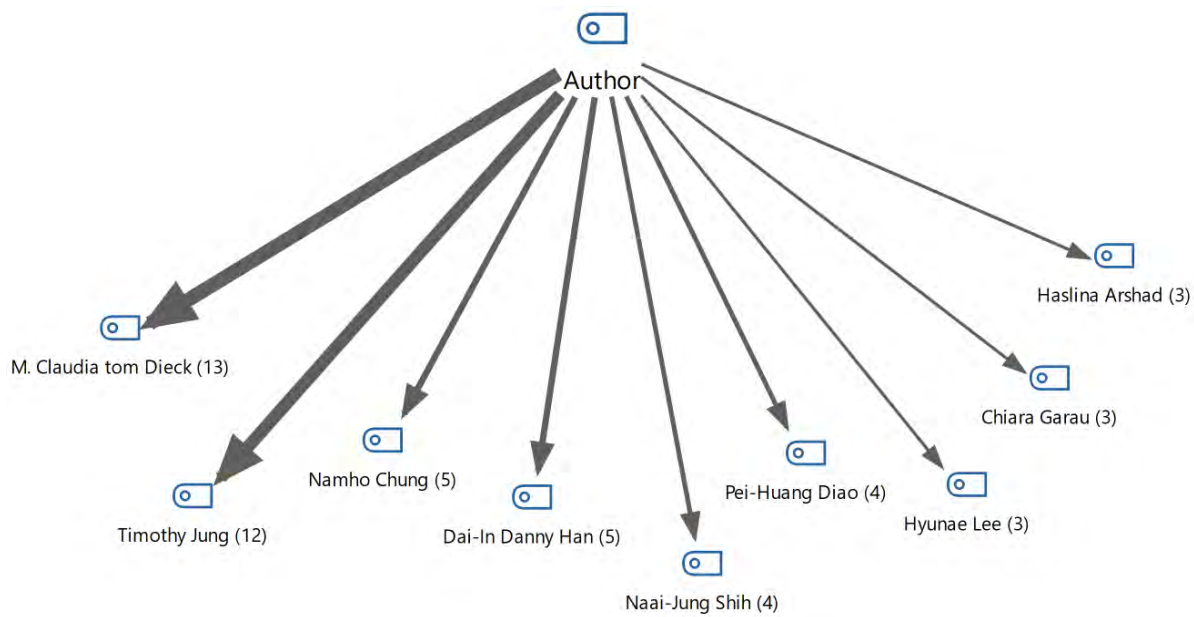 Author
Haslina Arshad (3)
M. Claudia tom Dieck (13)
Chiara Garau (3)
Namho Chung (5)
Pei-Huang Diao (4)
Hyunae Lee (3)
Timothy Jung (12)
Dai-In Danny Han (5)
Naai-Jung Shih (4)